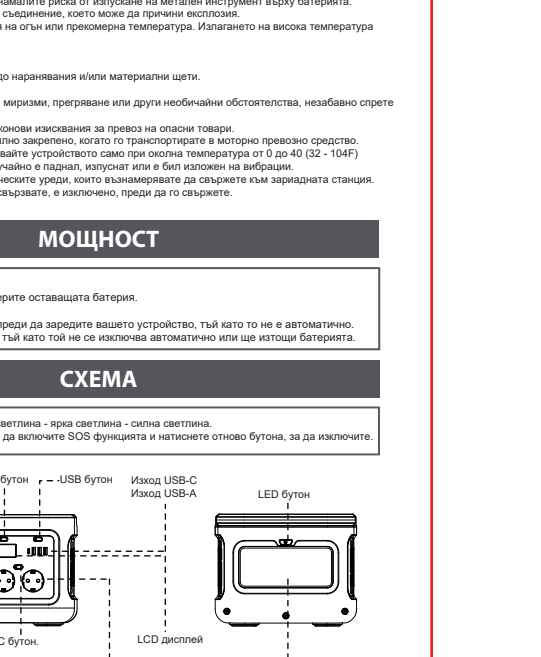 намалите риска от изпускане на метален инструмент върху батерията.
съединение, което може да причини експлозия.
на огън или прекомерна температура. Излагането на висока температура
до наранявания и/или материални щети.
миризми, прегряване или други необичайни обстоятелства, незабавно спрете
конови изисквания за превоз на опасни товари.
лно закрепено, когато го транспортирате в моторно превозно средство.
вайте устройството само при околна температура от 0 до 40 (32 - 104F)
учайно е паднал, изпуснат или е бил изложен на вибрации.
ческите уреди, които възнамерявате да свържете към зарядната станция.
свързвате, е изключено, преди да го свържете.
МОЩНОСТ
ерите оставащата батерия.
преди да заредите вашето устройство, тъй като то не е автоматично.
тъй като той не се изключва автоматично или ще изтощи батерията.
СХЕМА
светлина - ярка светлина - силна светлина.
да включите SOS функцията и натиснете отново бутона, за да изключите.
бутон USB бутон Изход USB-C
Изход USB-A
LED бутон
C бутон.
LCD дисплей